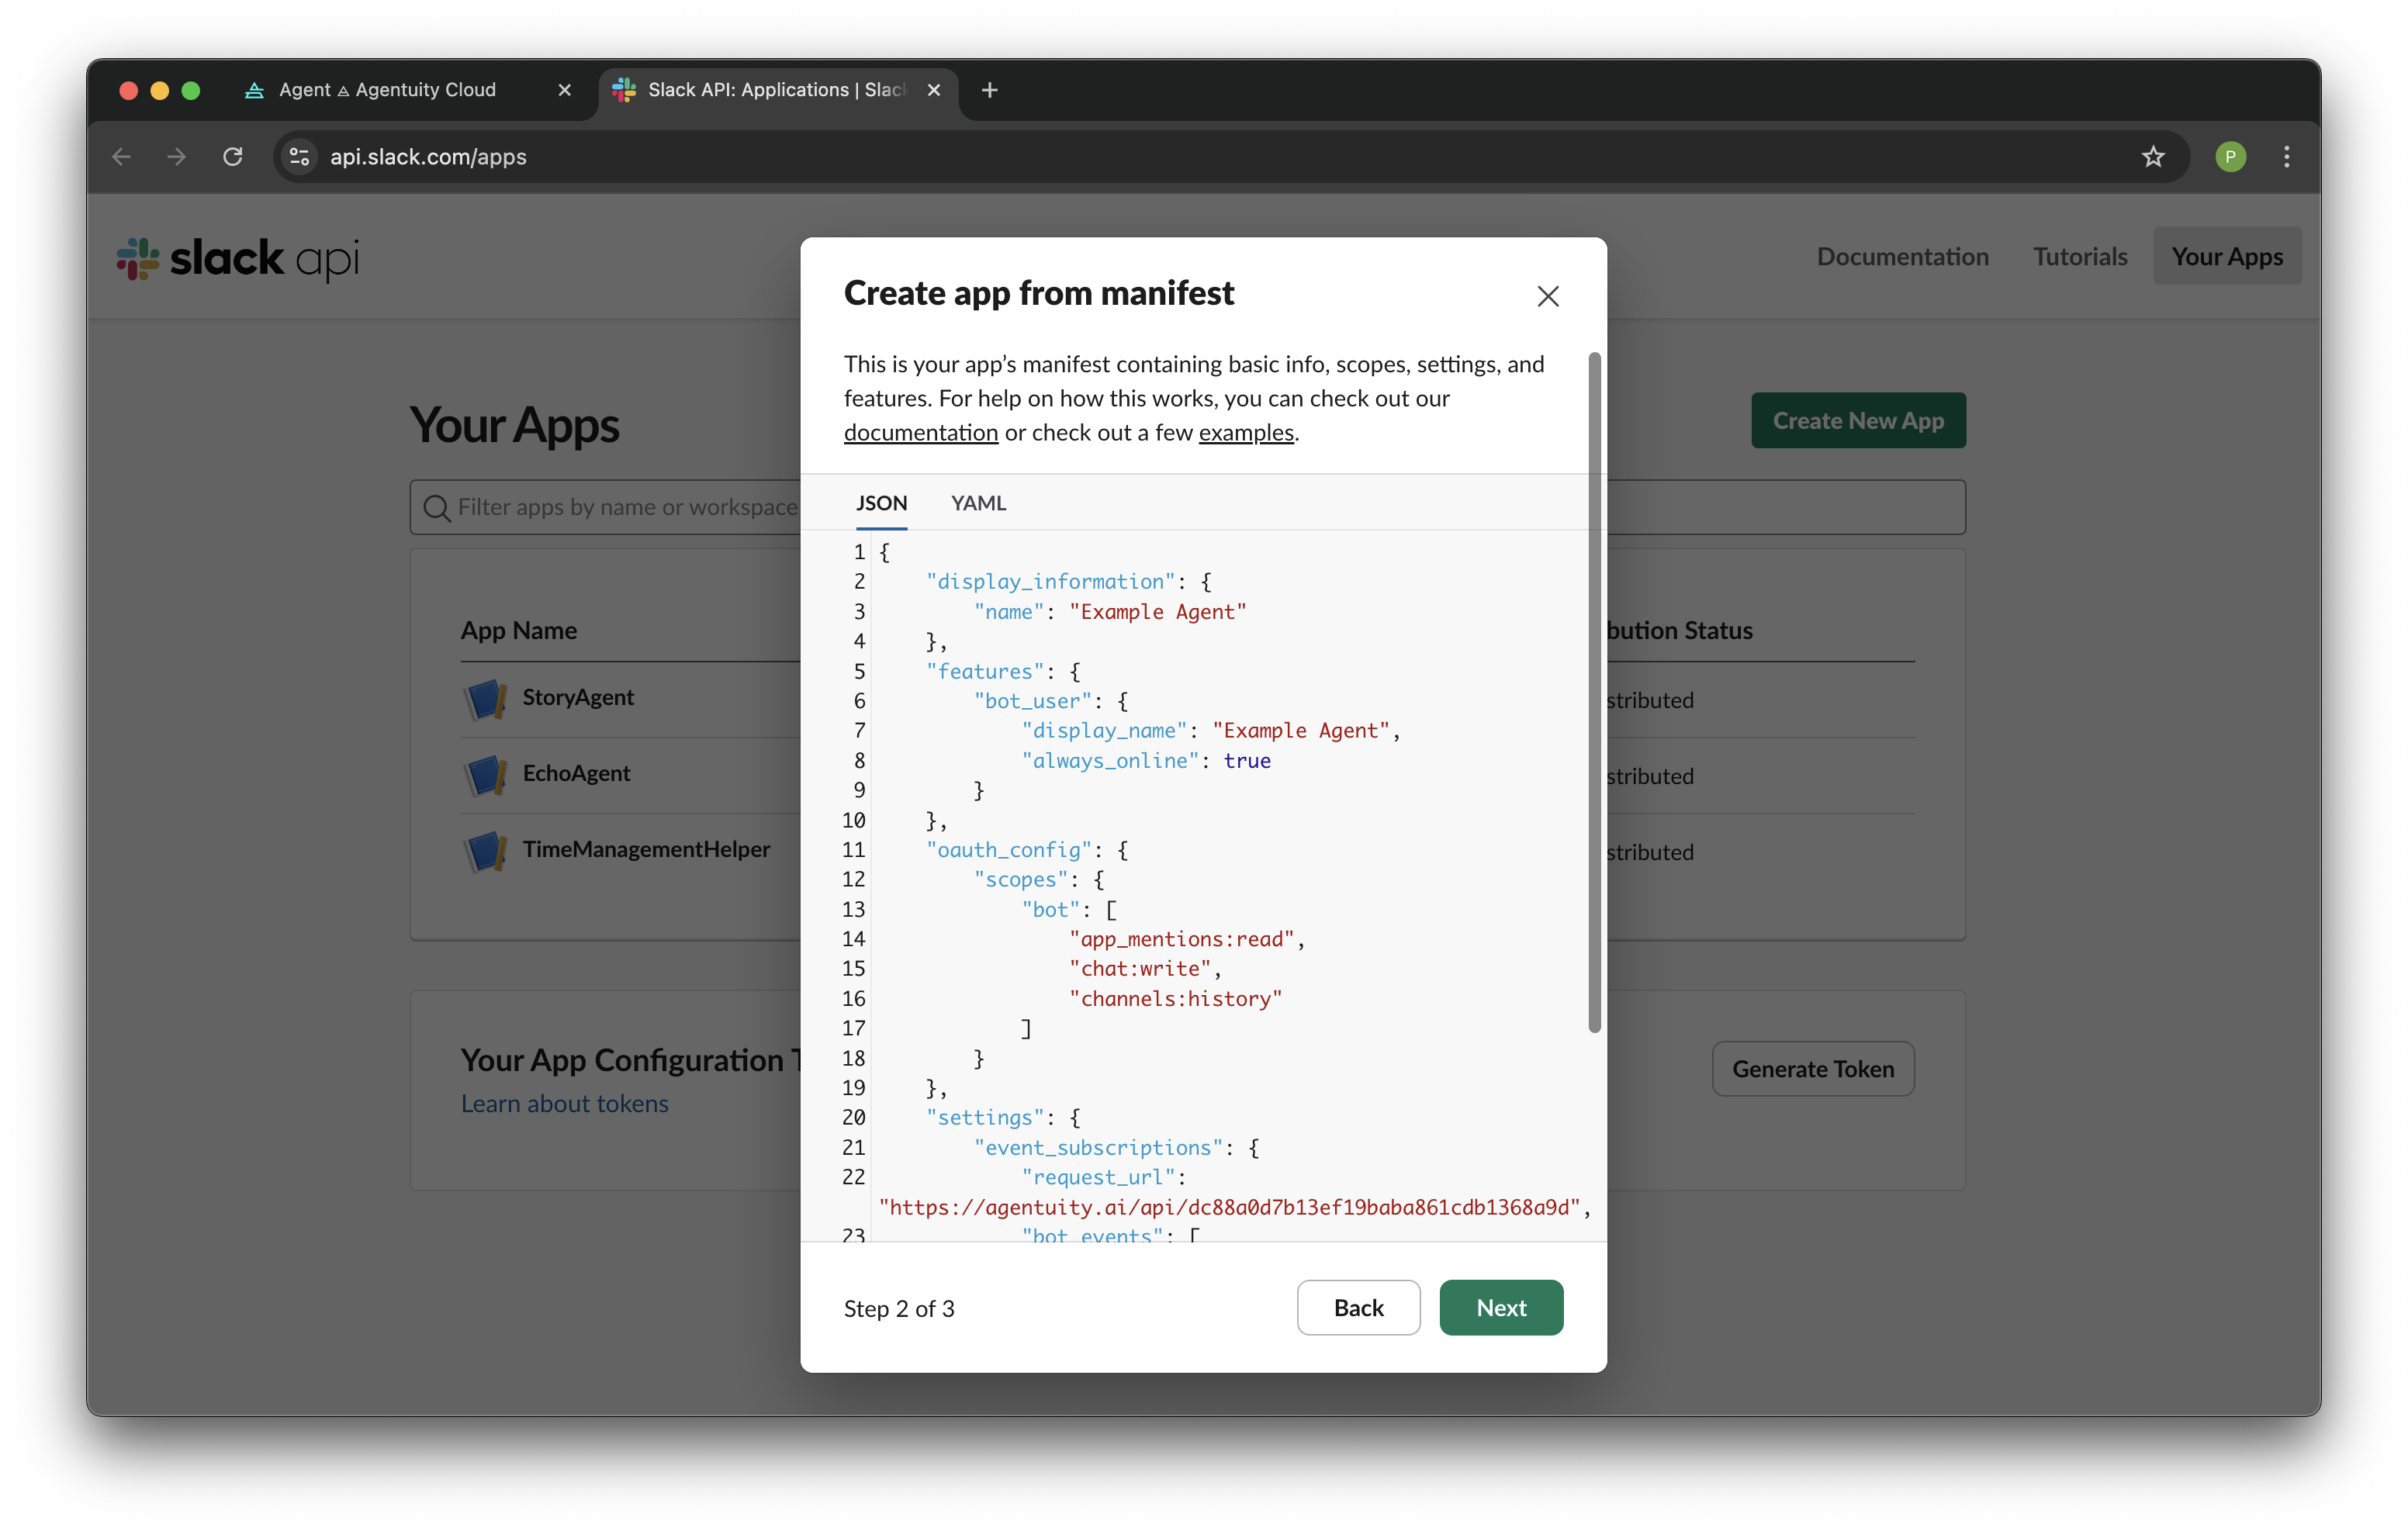 Agent ⟁ Agentuity Cloud
Slack API: Applications | Slac
api.slack.com/apps
P
slack api
Documentation
Tutorials
Your Apps
Your Apps
Create New App
Filter apps by name or workspace
App Name
bution Status
StoryAgent
stributed
EchoAgent
stributed
TimeManagementHelper
stributed
Your App Configuration T
Learn about tokens
Generate Token
Create app from manifest
This is your app’s manifest containing basic info, scopes, settings, and
features. For help on how this works, you can check out our
documentation or check out a few examples.
JSON
YAML
1 {
2 "display_information": {
3 "name": "Example Agent"
4 },
5 "features": {
6 "bot_user": {
7 "display_name": "Example Agent",
8 "always_online": true
9 }
10 },
11 "oauth_config": {
12 "scopes": {
13 "bot": [
14 "app_mentions:read",
15 "chat:write",
16 "channels:history"
17 ]
18 }
19 },
20 "settings": {
21 "event_subscriptions": {
22 "request_url":
"https://agentuity.ai/api/dc88a0d7b13ef19baba861cdb1368a9d",
23 "bot_events": [
Step 2 of 3
Back
Next